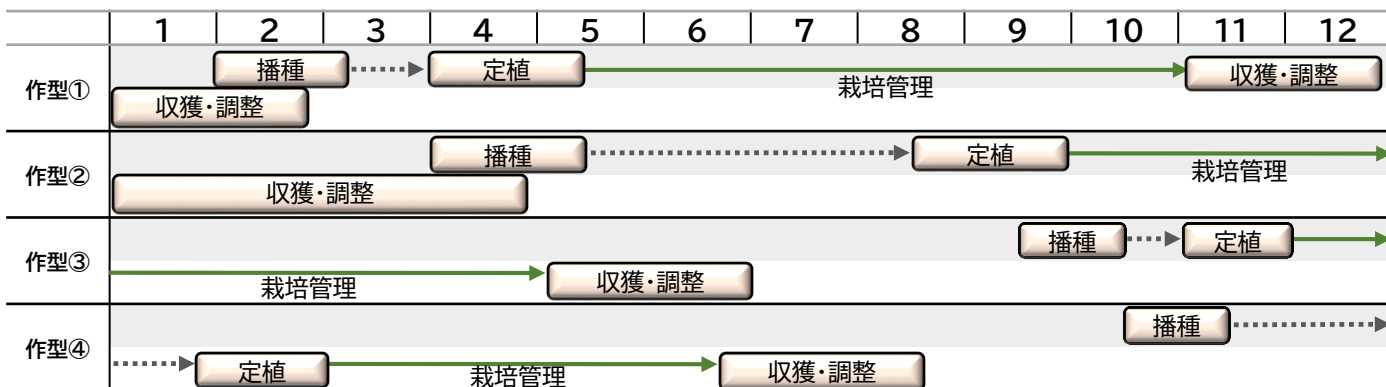 1 2 3 4 5 6 7 8 9 10 11 12
作型①
播種 定植 栽培管理 収獲・調整
収獲・調整
作型②
播種 定植 栽培管理
収獲・調整
作型③
播種 定植
栽培管理 収獲・調整
作型④
播種
定植 栽培管理 収獲・調整